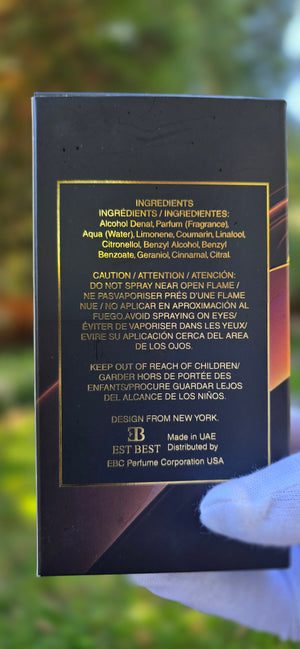 INGREDIENTS
INGRÉDIENTS / INGREDIENTES:
Alcohol Denat, Parfum (Fragrance),
Aqua (Water), Limonene, Coumarin, Linalool,
Citronellol, Benzyl Alcohol, Benzyl
Benzoate, Geraniol, Cinnamal, Citral.
CAUTION / ATTENTION / ATENCIÓN:
DO NOT SPRAY NEAR OPEN FLAME /
NE PASVAPORISER PRÉS D'UNE FLAME
NUE / NO APLICAR EN APROXIMACIÓN AL
FUEGO.AVOID SPRAYING ON EYES/
ÉVITER DE VAPORISER DANS LES YEUX/
EVIRE SU APLICACIÓN CERCA DEL AREA
DE LOS OJOS.
KEEP OUT OF REACH OF CHILDREN/
GARDER HORS DE PORTÉE DES
ENFANTS/PROCURE GUARDAR LEJOS
DEL ALCANCE DE LOS NIÑOS.
DESIGN FROM NEW YORK.
EB
EST BEST
Made in UAE
Distributed by
EBC Perfume Corporation USA